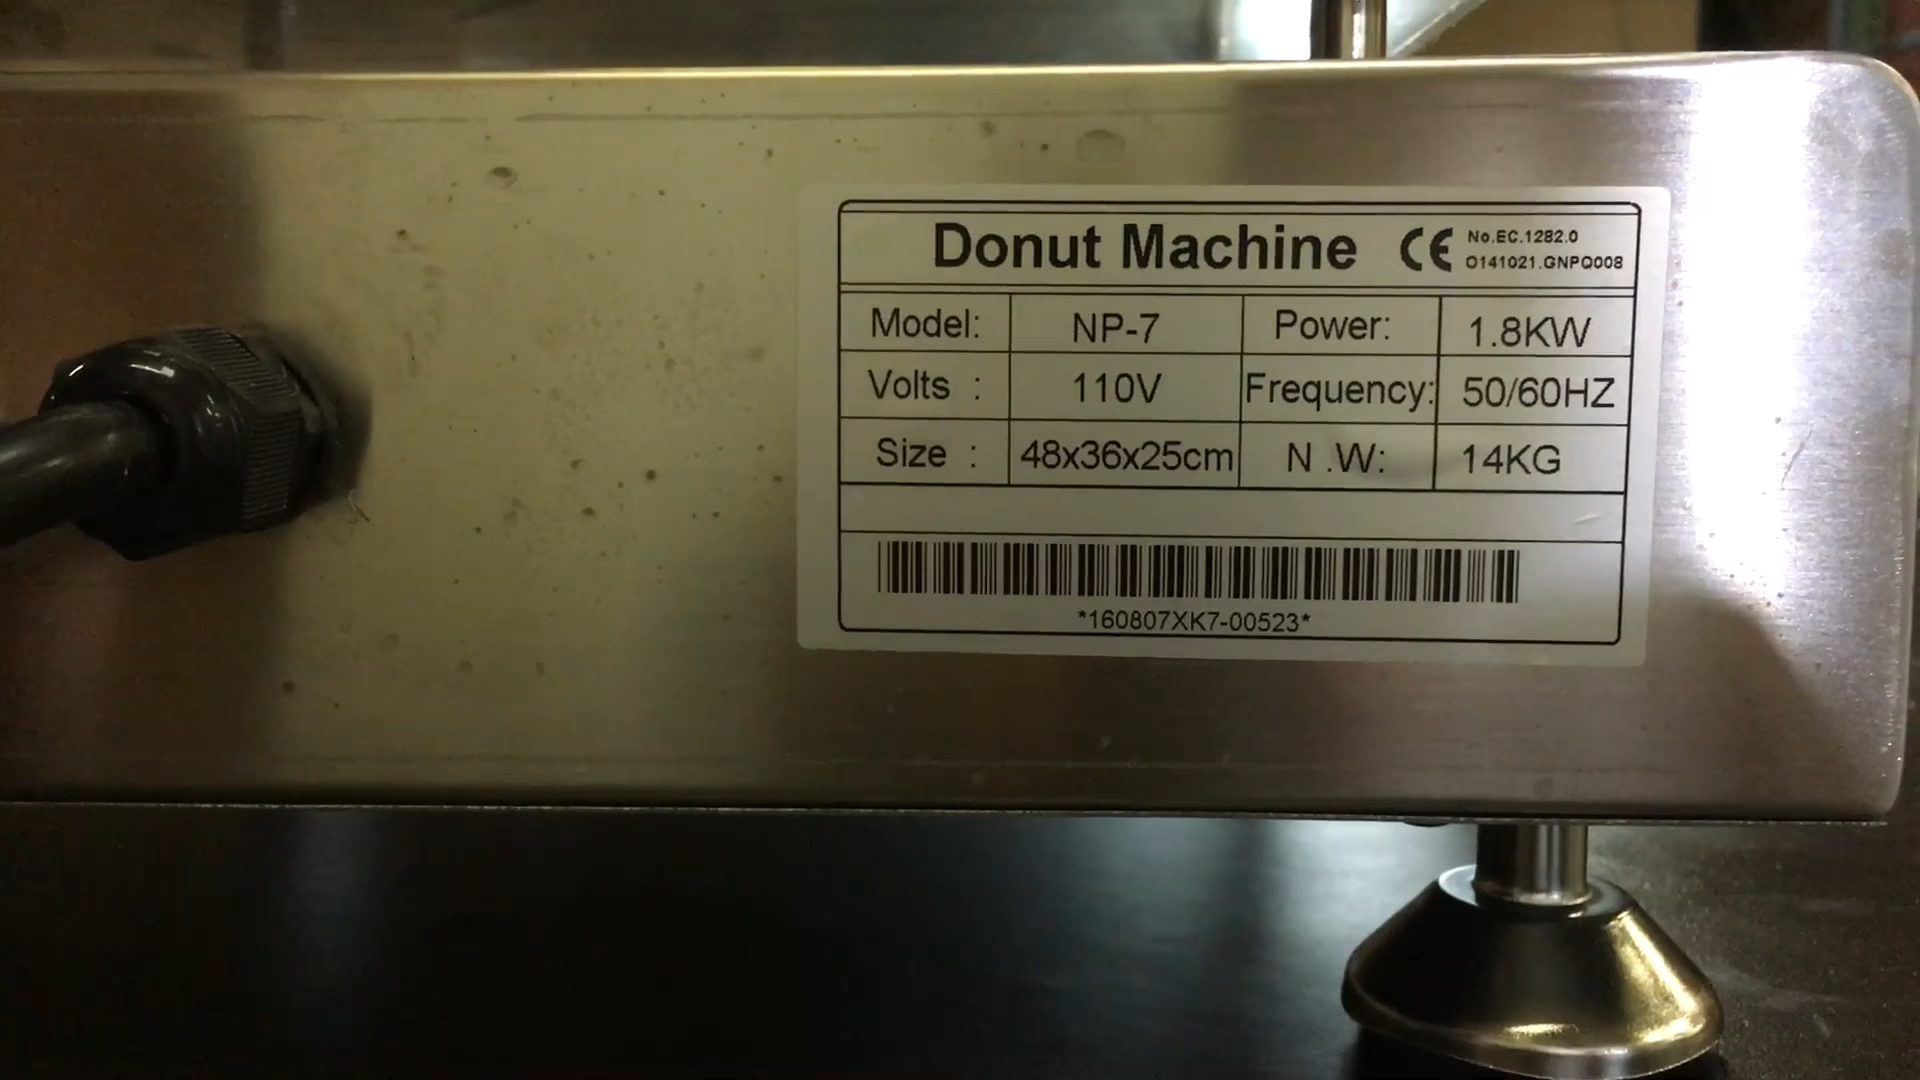 Donut Machine CE No.EC.1282.0
O141021.GNPO008
Model: NP-7 Power: 1.8KW
Volts : 110V Frequency: 50/60HZ
Size : 48x36x25cm N .W: 14KG
*160807XK7-00523*